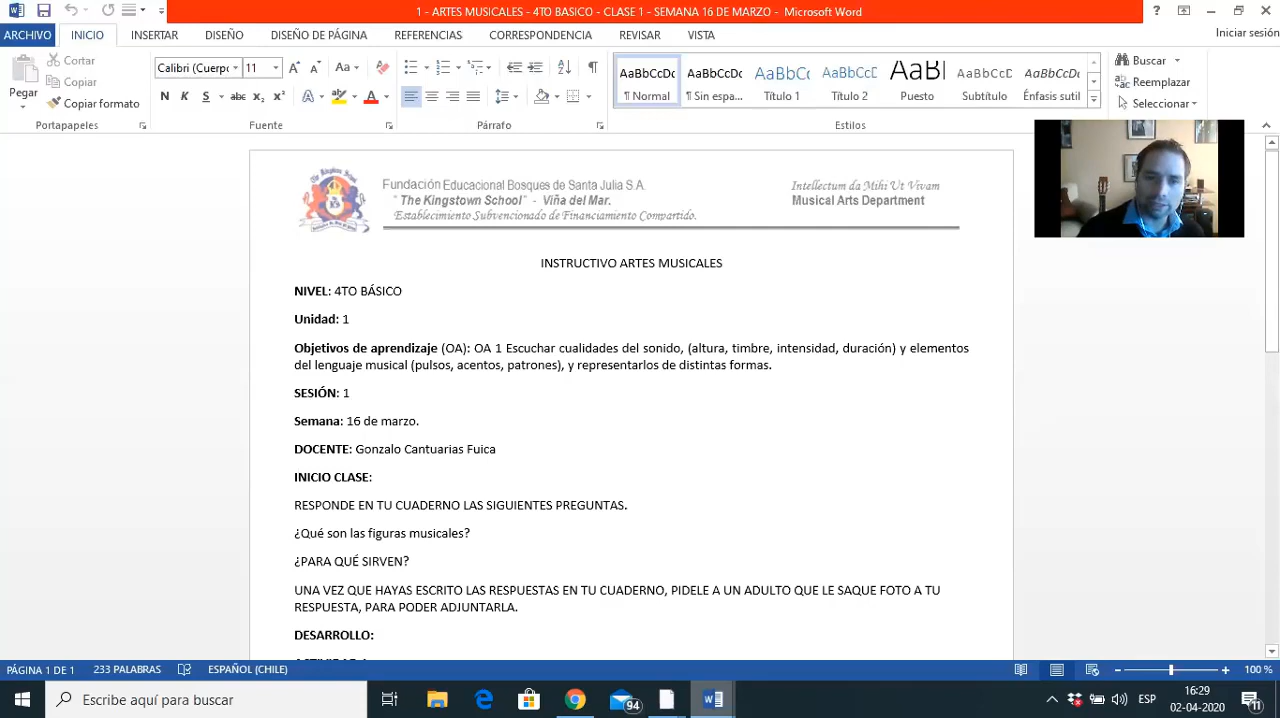 1 - ARTES MUSICALES - 4TO BASICO - CLASE 1 - SEMANA 16 DE MARZO - Microsoft Word
ARCHIVO INICIO INSERTAR DISEÑO DISEÑO DE PÁGINA REFERENCIAS CORRESPONDENCIA REVISAR VISTA Iniciar sesión
Pegar
Cortar
Copiar
Copiar formato
Portapapeles
Calibri (Cuerpo 11
N K S abc x₂ x²
Fuente
Párrafo
AaBbCcDc AaBbCcDc AaBbCc AaBbCcD AaBl AaBbCcD AaBbCcDc
¶ Normal ¶ Sin espa... Título 1 Título 2 Puesto Subtítulo Énfasis sutil
Estilos
Buscar
Reemplazar
Seleccionar
Fundación Educacional Bosques de Santa Julia S.A.
" The Kingstown School" - Viña del Mar.
Establecimiento Subvencionado de Financiamiento Compartido.
Intellectum da Mihi Ut Vivam
Musical Arts Department
INSTRUCTIVO ARTES MUSICALES
NIVEL: 4TO BÁSICO
Unidad: 1
Objetivos de aprendizaje (OA): OA 1 Escuchar cualidades del sonido, (altura, timbre, intensidad, duración) y elementos
del lenguaje musical (pulsos, acentos, patrones), y representarlos de distintas formas.
SESIÓN: 1
Semana: 16 de marzo.
DOCENTE: Gonzalo Cantuarias Fuica
INICIO CLASE:
RESPONDE EN TU CUADERNO LAS SIGUIENTES PREGUNTAS.
¿Qué son las figuras musicales?
¿PARA QUÉ SIRVEN?
UNA VEZ QUE HAYAS ESCRITO LAS RESPUESTAS EN TU CUADERNO, PIDELE A UN ADULTO QUE LE SAQUE FOTO A TU
RESPUESTA, PARA PODER ADJUNTARLA.
DESARROLLO:
PÁGINA 1 DE 1 233 PALABRAS ESPAÑOL (CHILE) 100 %
Escribe aquí para buscar
94
ESP
16:29
02-04-2020
11